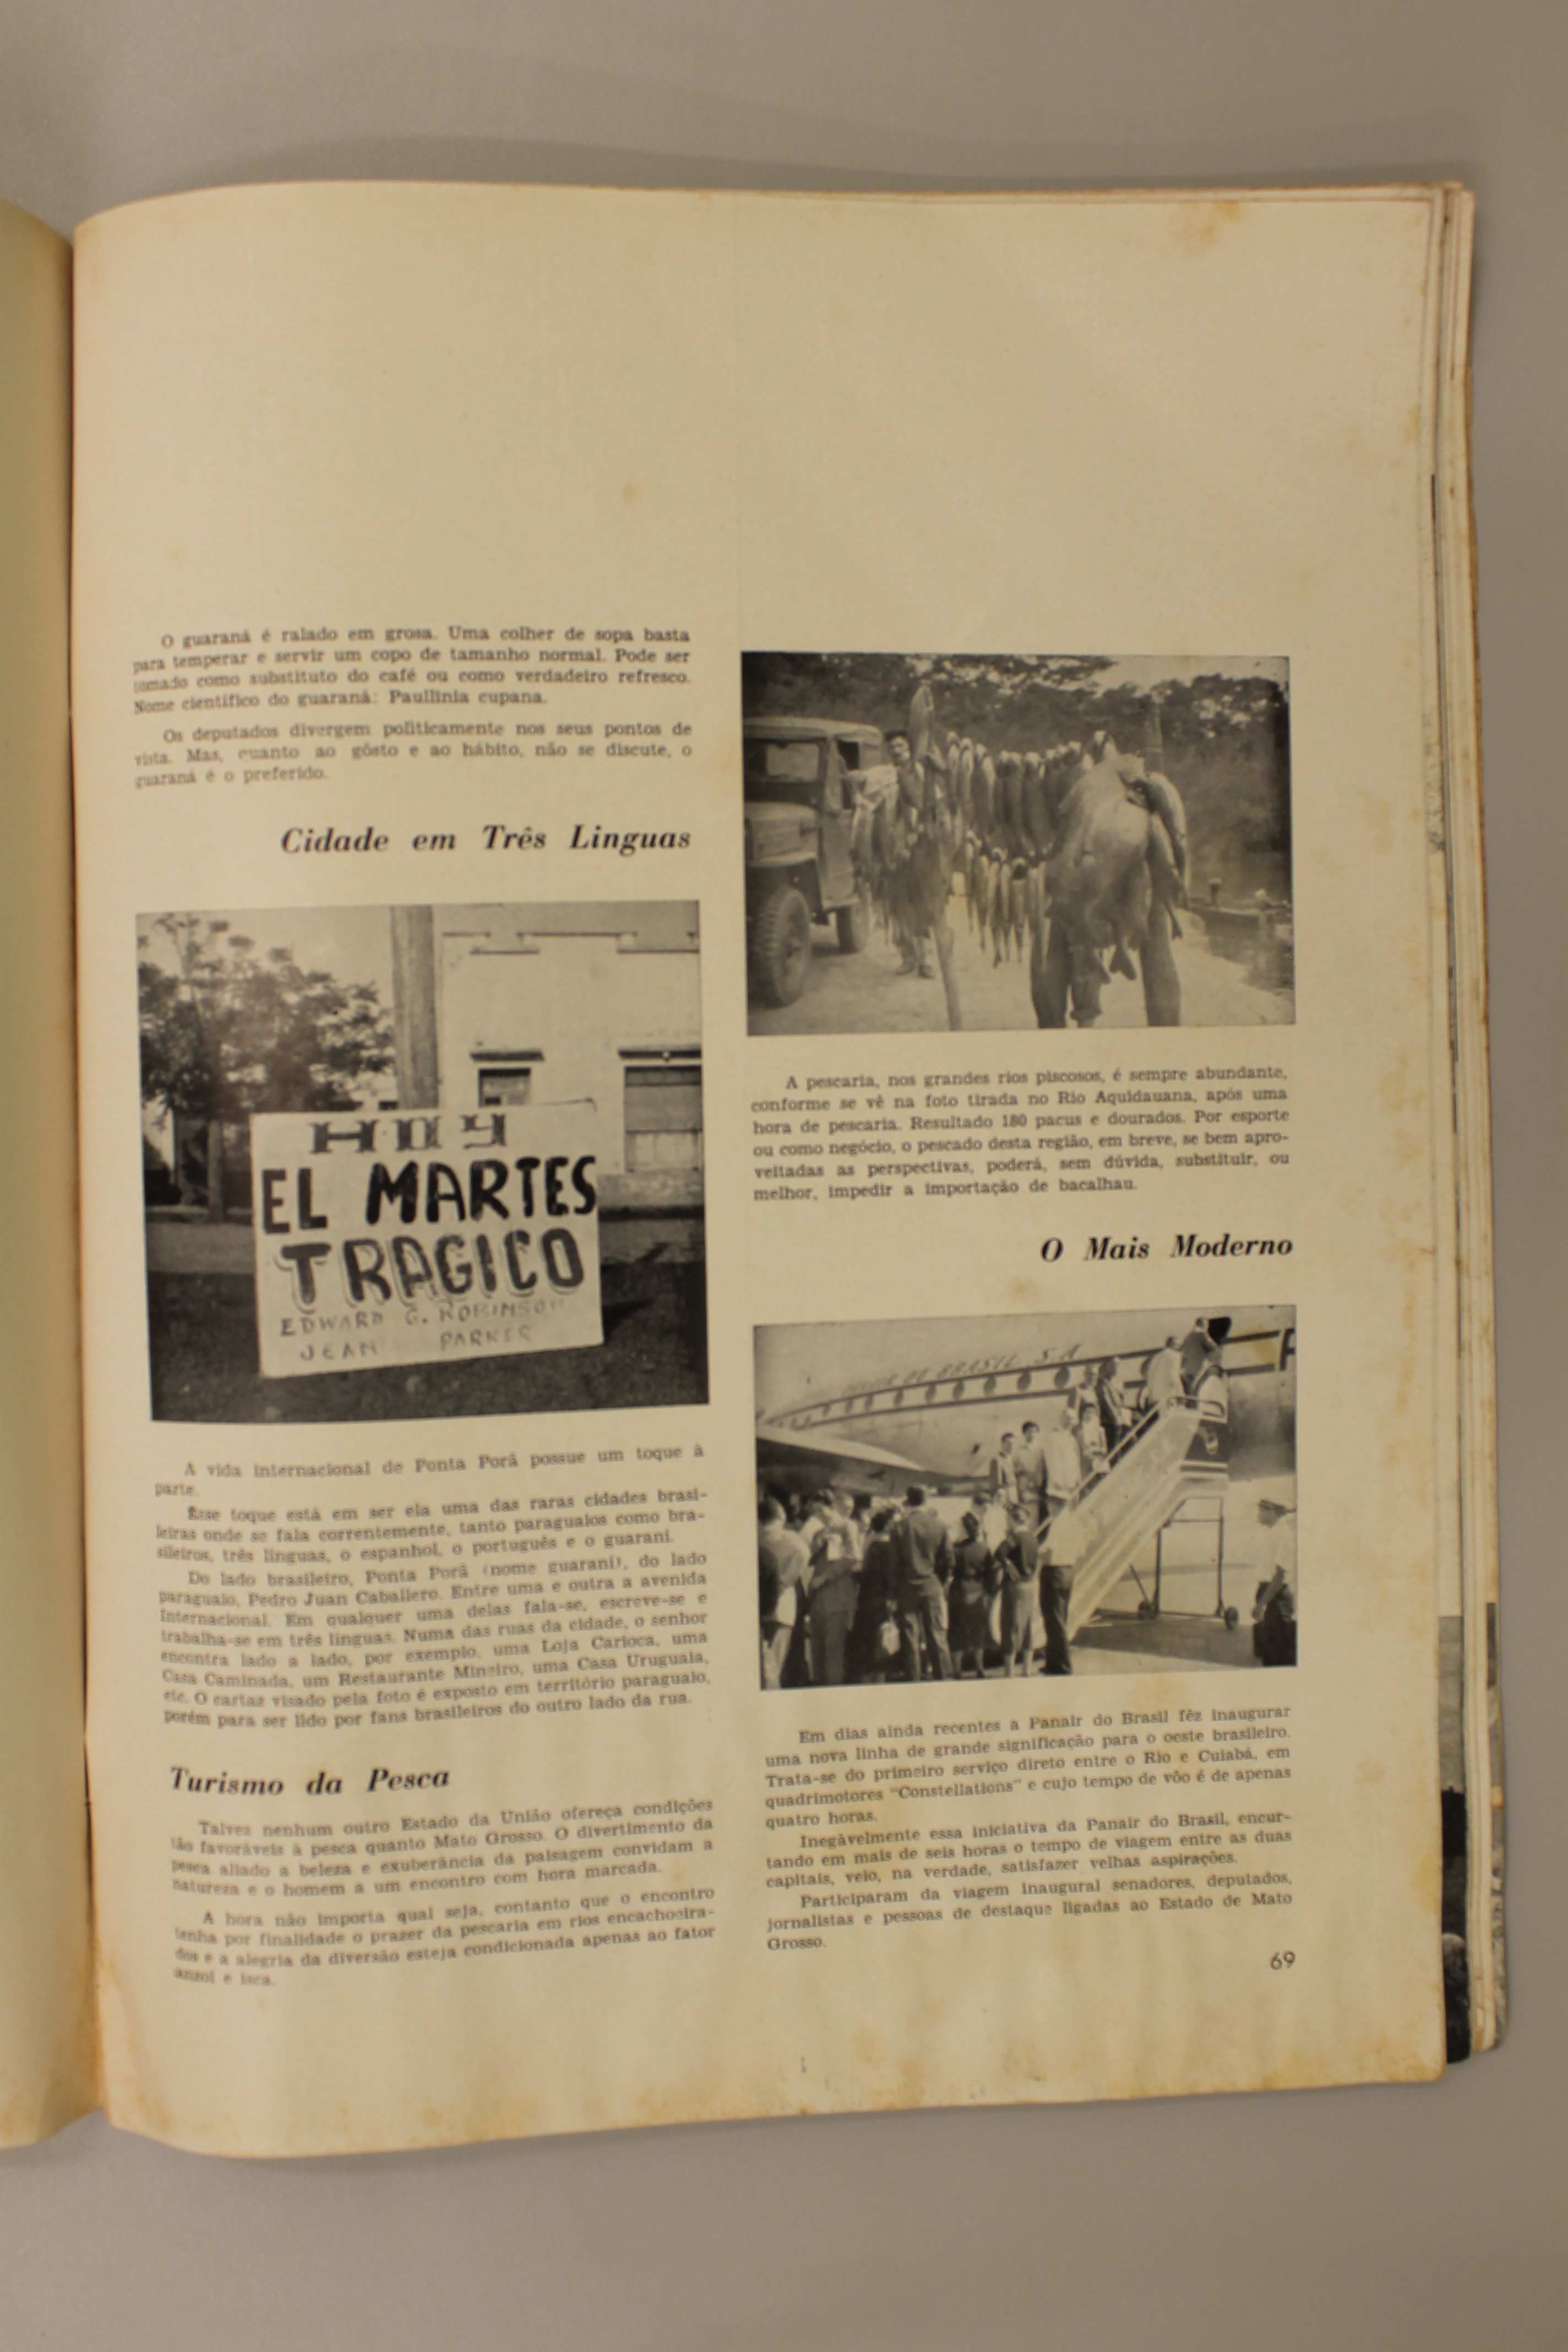 O guaraná é ralado em grosa. Uma colher de sopa basta
para temperar e servir um copo de tamanho normal. Pode ser
tomado como substituto do café ou como verdadeiro refresco.
Nome cientifico do guaraná: Paullinia cupana.
Os deputados divergem politicamente nos seus pontos de
vista. Mas, cuanto ao gôsto e ao hábito, não se discute, o
guaraná é o preferido.
Cidade em Três Linguas
HOY
EL MARTES
TRAGICO
EDWARD G. ROBINSON
JEAN PARKER
A vida internacional de Ponta Porã possue um toque à
parte.
Êsse toque está em ser ela uma das raras cidades brasi-
leiras onde se fala correntemente, tanto paraguaios como bra-
sileiros, três linguas, o espanhol, o português e o guarani.
Do lado brasileiro, Ponta Porã (nome guarani), do lado
paraguaio, Pedro Juan Caballero. Entre uma e outra a avenida
Internacional. Em qualquer uma delas fala-se, escreve-se e
trabalha-se em três linguas. Numa das ruas da cidade, o senhor
encontra lado a lado, por exemplo, uma Loja Carioca, uma
Casa Caminada, um Restaurante Mineiro, uma Casa Uruguaia,
etc. O cartaz visado pela foto é exposto em território paraguaio,
porém para ser lido por fans brasileiros do outro lado da rua.
Turismo da Pesca
Talvez nenhum outro Estado da União ofereça condições
tão favoráveis à pesca quanto Mato Grosso. O divertimento da
pesca aliado a beleza e exuberância da paisagem convidam a
natureza e o homem a um encontro com hora marcada.
A hora não importa qual seja, contanto que o encontro
tenha por finalidade o prazer da pescaria em rios encachoeira-
dos e a alegria da diversão esteja condicionada apenas ao fator
anzol e isca.
A pescaria, nos grandes rios piscosos, é sempre abundante,
conforme se vê na foto tirada no Rio Aquidauana, após uma
hora de pescaria. Resultado 180 pacus e dourados. Por esporte
ou como negócio, o pescado desta região, em breve, se bem apro-
veitadas as perspectivas, poderá, sem dúvida, substituir, ou
melhor, impedir a importação de bacalhau.
O Mais Moderno
DO BRASIL S.A
Em dias ainda recentes a Panair do Brasil fêz inaugurar
uma nova linha de grande significação para o oeste brasileiro.
Trata-se do primeiro serviço direto entre o Rio e Cuiabá, em
quadrimotores "Constellations" e cujo tempo de vôo é de apenas
quatro horas.
Inegàvelmente essa iniciativa da Panair do Brasil, encur-
tando em mais de seis horas o tempo de viagem entre as duas
capitais, veio, na verdade, satisfazer velhas aspirações.
Participaram da viagem inaugural senadores, deputados,
jornalistas e pessoas de destaque ligadas ao Estado de Mato
Grosso.
69